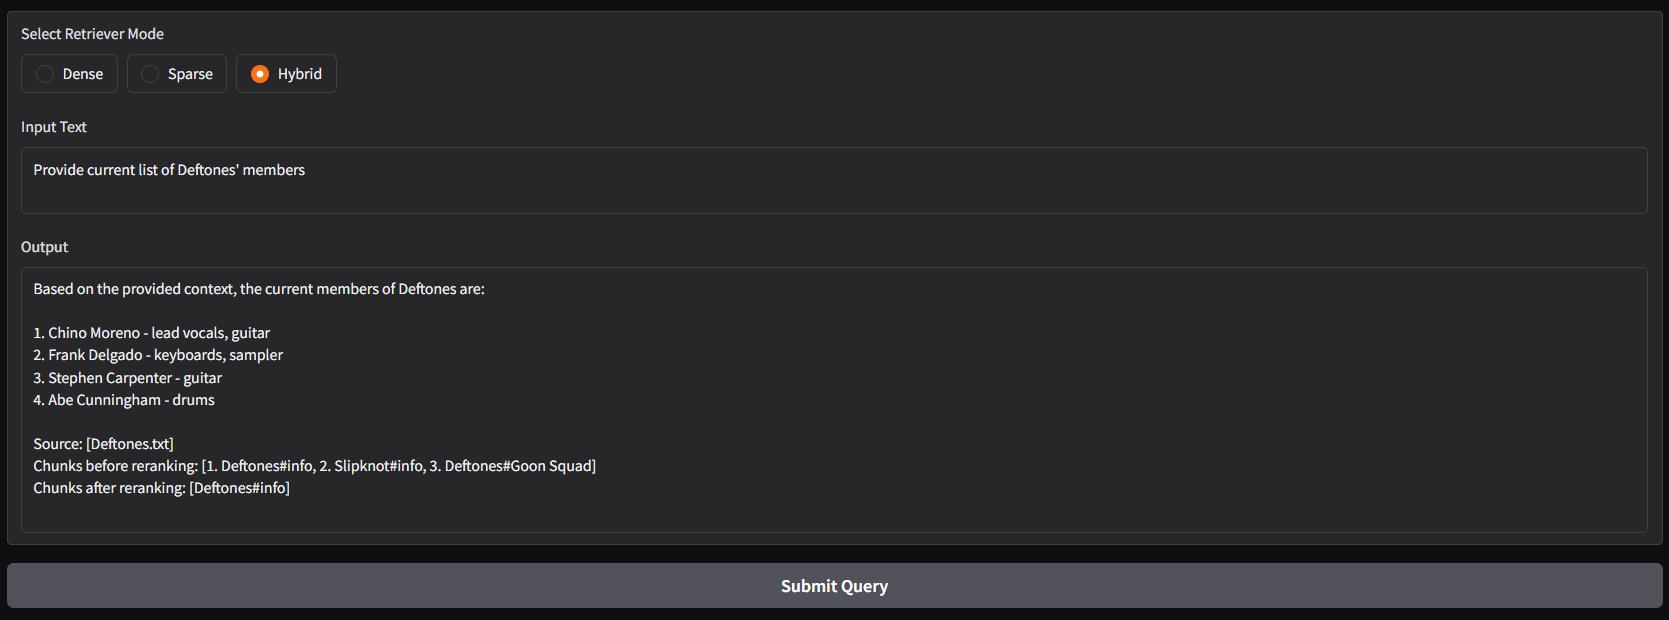 Select Retriever Mode
Dense
Sparse
Hybrid
Input Text
Provide current list of Deftones' members
Output
Based on the provided context, the current members of Deftones are:
1. Chino Moreno - lead vocals, guitar
2. Frank Delgado - keyboards, sampler
3. Stephen Carpenter - guitar
4. Abe Cunningham - drums
Source: [Deftones.txt]
Chunks before reranking: [1. Deftones#info, 2. Slipknot#info, 3. Deftones#Goon Squad]
Chunks after reranking: [Deftones#info]
Submit Query